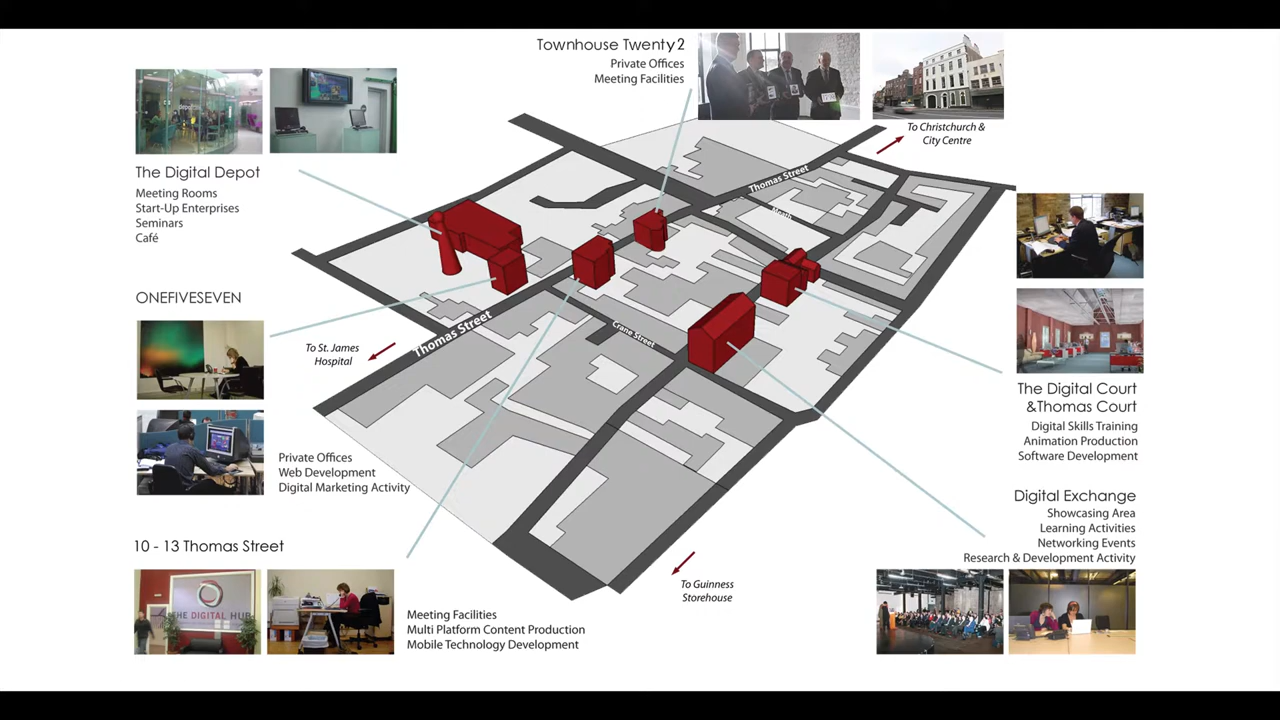 Townhouse Twenty2
Private Offices
Meeting Facilities
To Christchurch &
City Centre
The Digital Depot
Meeting Rooms
Start-Up Enterprises
Seminars
Café
Thomas Street
Meath
ONEFIVESEVEN
To St. James
Hospital
Thomas Street
Crane Street
Private Offices
Web Development
Digital Marketing Activity
The Digital Court
&Thomas Court
Digital Skills Training
Animation Production
Software Development
Digital Exchange
Showcasing Area
Learning Activities
Networking Events
Research & Development Activity
10 - 13 Thomas Street
THE DIGITAL HUB
Meeting Facilities
Multi Platform Content Production
Mobile Technology Development
To Guinness
Storehouse